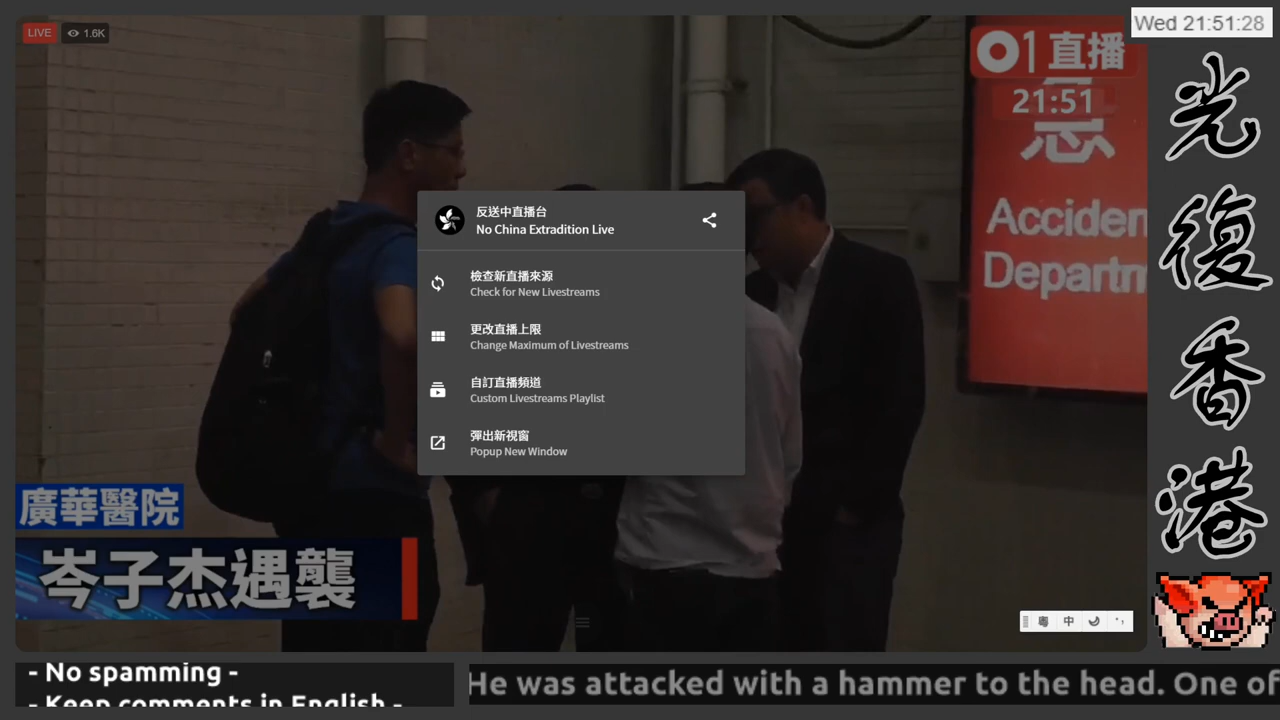 LIVE
1.6K
Wed 21:51:28
01直播
21:51
急
Acciden
Departm
光復香港
反送中直播台
No China Extradition Live
檢查新直播來源
Check for New Livestreams
更改直播上限
Change Maximum of Livestreams
自訂直播頻道
Custom Livestreams Playlist
彈出新視窗
Popup New Window
廣華醫院
岑子杰遇襲
粵 中
- No spamming -
- Keep comments in English -
He was attacked with a hammer to the head. One of